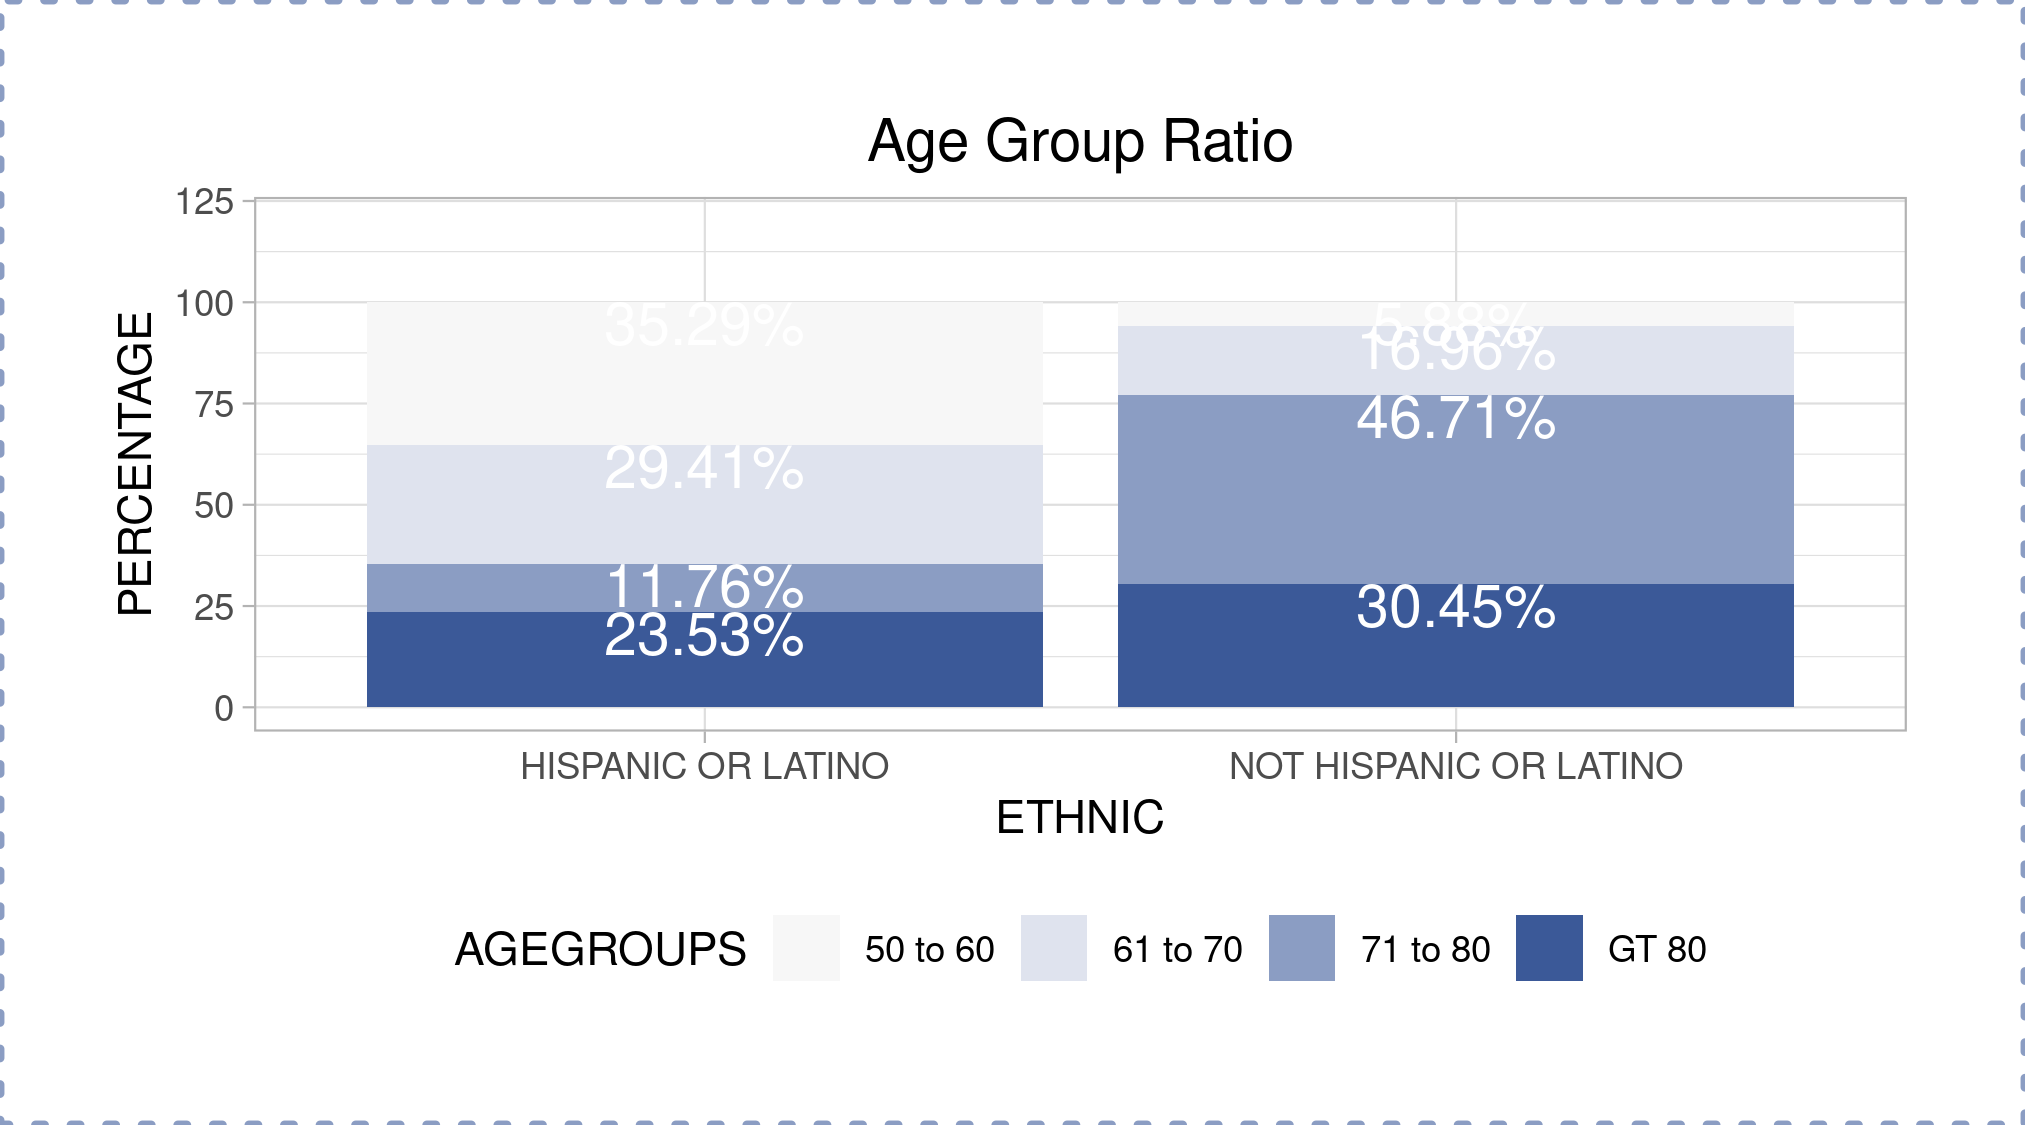 Age Group Ratio
125
100
75
50
25
0
PERCENTAGE
35.29%
29.41%
11.76%
23.53%
5.88%
16.96%
46.71%
30.45%
HISPANIC OR LATINO
NOT HISPANIC OR LATINO
ETHNIC
AGEGROUPS 50 to 60 61 to 70 71 to 80 GT 80